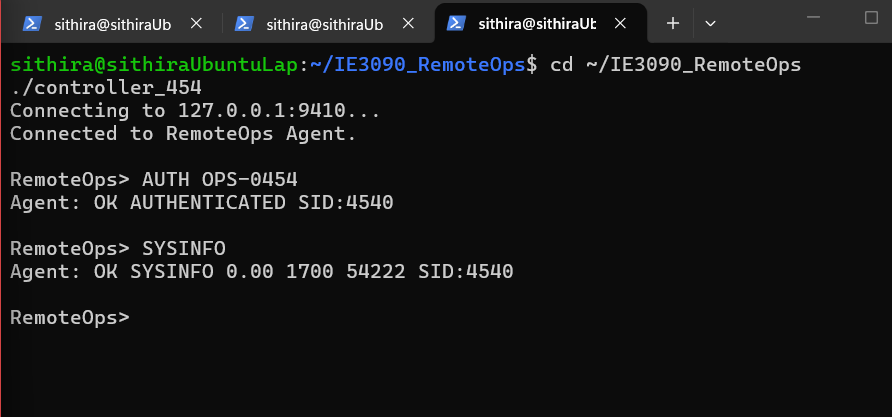 sithira@sithiraUb
sithira@sithiraUb
sithira@sithiraUb
sithira@sithiraUbuntuLap:~/IE3090_RemoteOps$ cd ~/IE3090_RemoteOps
./controller_454
Connecting to 127.0.0.1:9410...
Connected to RemoteOps Agent.
RemoteOps> AUTH OPS-0454
Agent: OK AUTHENTICATED SID:4540
RemoteOps> SYSINFO
Agent: OK SYSINFO 0.00 1700 54222 SID:4540
RemoteOps>